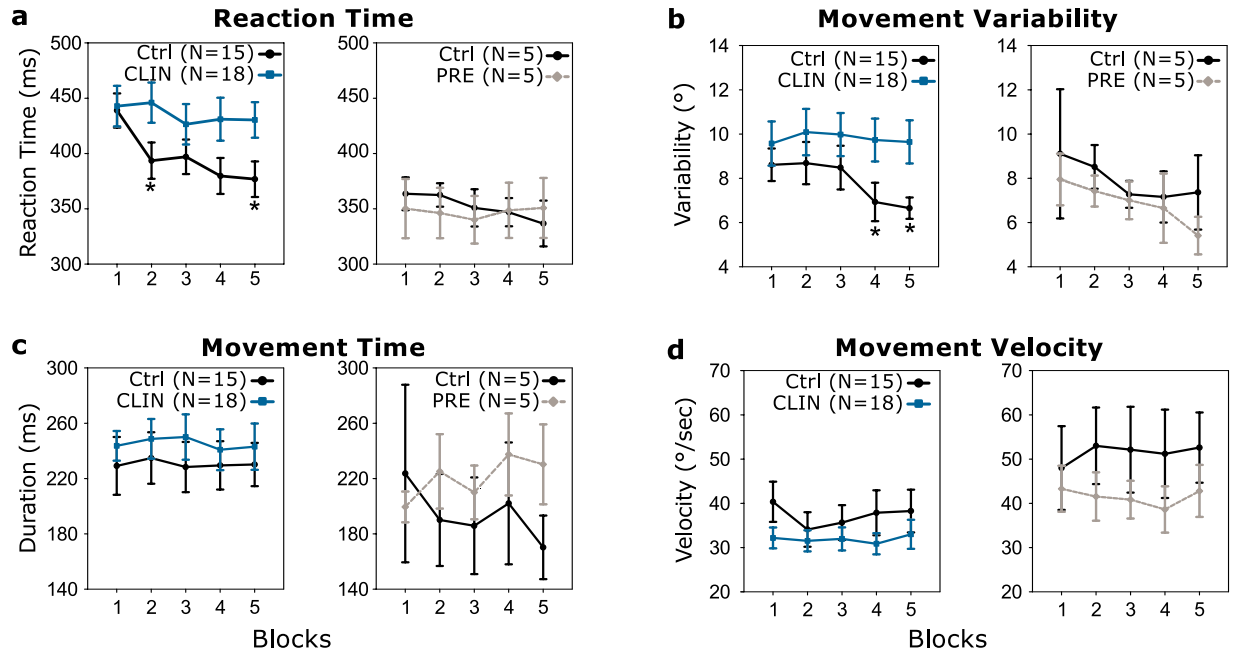 a
Reaction Time
Reaction Time (ms)
500
450
400
350
300
Ctrl (N=15)
CLIN (N=18)
*
*
1 2 3 4 5
500
450
400
350
300
Ctrl (N=5)
PRE (N=5)
1 2 3 4 5
b
Movement Variability
Variability (°)
14
12
10
8
6
4
Ctrl (N=15)
CLIN (N=18)
*
*
1 2 3 4 5
14
12
10
8
6
4
Ctrl (N=5)
PRE (N=5)
1 2 3 4 5
c
Movement Time
Duration (ms)
300
260
220
180
140
Ctrl (N=15)
CLIN (N=18)
1 2 3 4 5
300
260
220
180
140
Ctrl (N=5)
PRE (N=5)
1 2 3 4 5
Blocks
d
Movement Velocity
Velocity (°/sec)
70
60
50
40
30
20
Ctrl (N=15)
CLIN (N=18)
1 2 3 4 5
70
60
50
40
30
20
1 2 3 4 5
Blocks